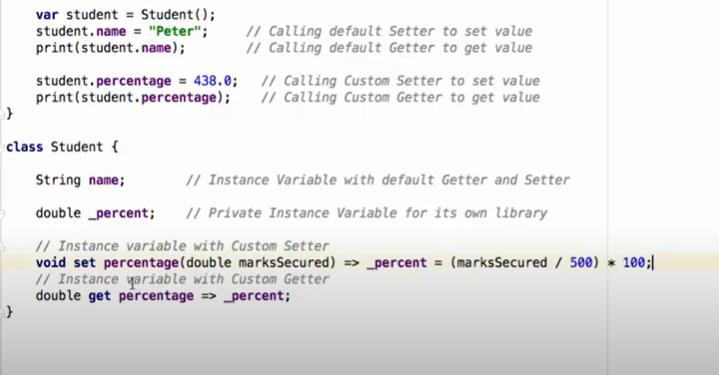 var student = Student();
student.name = "Peter"; // Calling default Setter to set value
print(student.name); // Calling default Getter to get value
student.percentage = 438.0; // Calling Custom Setter to set value
print(student.percentage); // Calling Custom Getter to get value
}
class Student {
String name; // Instance Variable with default Getter and Setter
double _percent; // Private Instance Variable for its own library
// Instance variable with Custom Setter
void set percentage(double marksSecured) => _percent = (marksSecured / 500) * 100;
// Instance variable with Custom Getter
double get percentage => _percent;
}